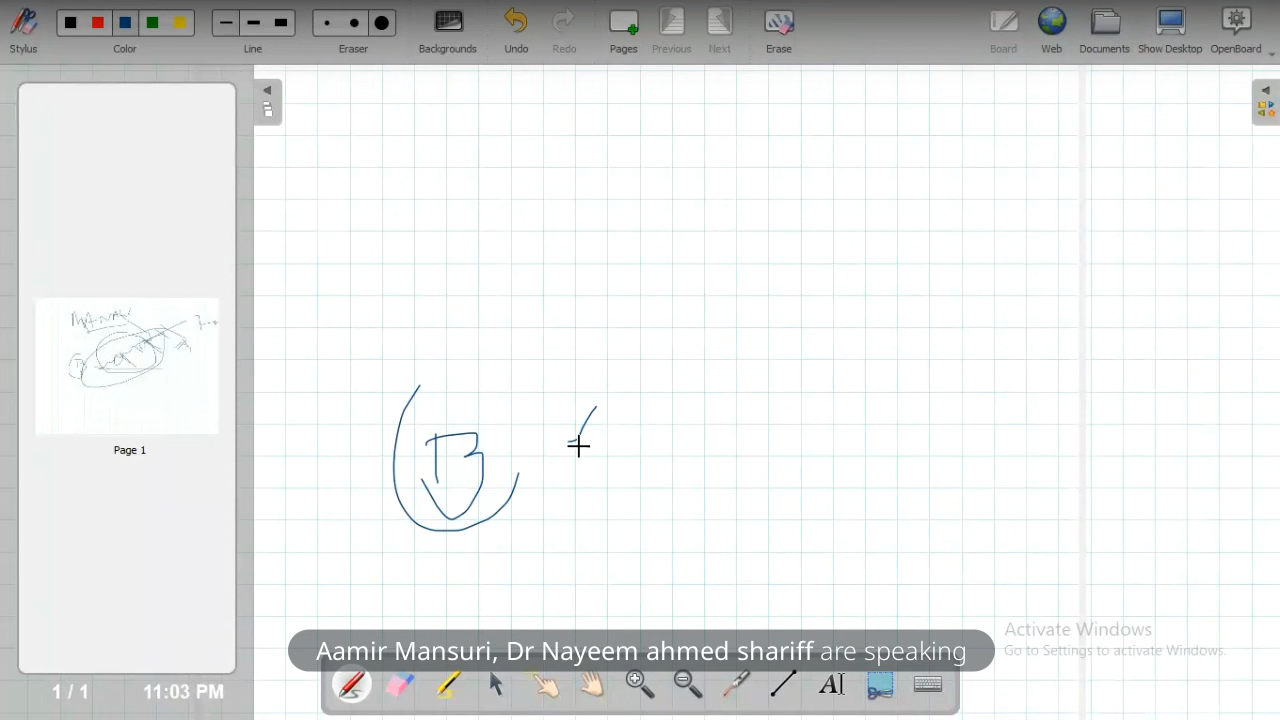 Stylus Color Line Eraser Backgrounds Undo Redo Pages Previous Next Erase Board Web Documents Show Desktop OpenBoard
B
Page 1
Activate Windows
Go to Settings to activate Windows.
Aamir Mansuri, Dr Nayeem ahmed shariff are speaking
1 / 1 11:03 PM